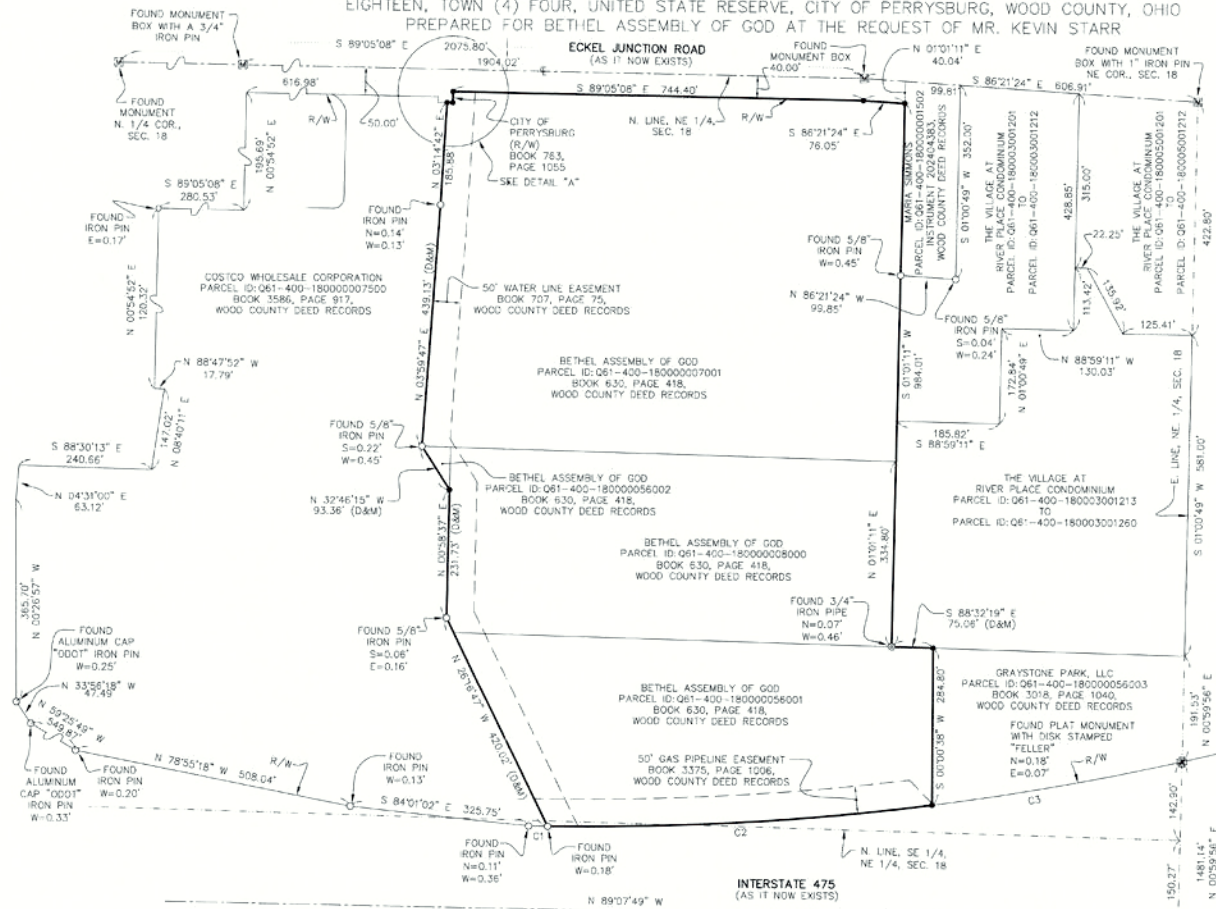 EIGHTEEN, TOWN (4) FOUR, UNITED STATE RESERVE, CITY OF PERRYSBURG, WOOD COUNTY, OHIO
PREPARED FOR BETHEL ASSEMBLY OF GOD AT THE REQUEST OF MR. KEVIN STARR
FOUND MONUMENT
BOX WITH A 3/4"
IRON PIN
S 89°05'08" E
2075.80'
1904.02'
ECKEL JUNCTION ROAD
(AS IT NOW EXISTS)
FOUND
MONUMENT BOX
40.00'
N 01°01'11" E
40.04'
FOUND MONUMENT
BOX WITH 1" IRON PIN
NE COR., SEC. 18
FOUND
MONUMENT
N. 1/4 COR.,
SEC. 18
616.98'
R/W
50.00'
S 89°05'08" E 744.40'
N. LINE, NE 1/4,
SEC. 18
R/W
S 86°21'24" E
76.05'
99.81'
S 86°21'24" E 606.91'
CITY OF
PERRYSBURG
(R/W)
BOOK 763,
PAGE 1055
SEE DETAIL "A"
195.69'
N 00°54'52" E
S 89°05'08" E
280.53'
N 03°14'42" E
185.88'
FOUND
IRON PIN
E=0.17'
FOUND
IRON PIN
N=0.14'
W=0.13'
MARIA SIMMONS
PARCEL ID:Q61-400-180000001502
INSTRUMENT 202404383,
WOOD COUNTY DEED RECORDS
S 01°00'49" W 352.00'
THE VILLAGE AT
RIVER PLACE CONDOMINIUM
PARCEL ID:Q61-400-180003001201
TO
PARCEL ID:Q61-400-180003001212
428.85'
315.00'
THE VILLAGE AT
RIVER PLACE CONDOMINIUM
PARCEL ID:Q61-400-180005001201
TO
PARCEL ID:Q61-400-180005001212
422.80'
22.25'
113.42'
135.92'
125.41'
FOUND 5/8"
IRON PIN
W=0.45'
N 86°21'24" W
99.85'
FOUND 5/8"
IRON PIN
S=0.04'
W=0.24'
N 88°59'11" W
130.03'
COSTCO WHOLESALE CORPORATION
PARCEL ID:Q61-400-180000007500
BOOK 3586, PAGE 917,
WOOD COUNTY DEED RECORDS
N 00°54'52" E
120.32'
N 88°47'52" W
17.79'
N 03°59'47" E 439.13' (D&M)
50' WATER LINE EASEMENT
BOOK 707, PAGE 75,
WOOD COUNTY DEED RECORDS
BETHEL ASSEMBLY OF GOD
PARCEL ID:Q61-400-180000007001
BOOK 630, PAGE 418,
WOOD COUNTY DEED RECORDS
S 01°01'11" W
984.01'
172.84'
N 01°00'49" E
185.82'
S 88°59'11" E
E. LINE, NE. 1/4, SEC. 18
S 01°00'49" W 581.00'
147.02'
N 08°40'11" E
S 88°30'13" E
240.66'
N 04°31'00" E
63.12'
FOUND 5/8"
IRON PIN
S=0.22'
W=0.45'
N 32°46'15" W
93.36' (D&M)
BETHEL ASSEMBLY OF GOD
PARCEL ID:Q61-400-180000056002
BOOK 630, PAGE 418,
WOOD COUNTY DEED RECORDS
THE VILLAGE AT
RIVER PLACE CONDOMINIUM
PARCEL ID:Q61-400-180003001213
TO
PARCEL ID:Q61-400-180003001260
N 00°58'37" E
231.73' (D&M)
BETHEL ASSEMBLY OF GOD
PARCEL ID:Q61-400-180000008000
BOOK 630, PAGE 418,
WOOD COUNTY DEED RECORDS
N 01°01'11" E
334.80'
365.70'
N 00°26'57" W
FOUND 5/8"
IRON PIN
S=0.06'
E=0.16'
FOUND 3/4"
IRON PIPE
N=0.07'
W=0.46'
S 88°32'19" E
75.06' (D&M)
FOUND
ALUMINUM CAP
"ODOT" IRON PIN
W=0.25'
N 33°56'18" W
47.49'
N 59°25'49" W
549.87'
N 26°16'47" W 420.02' (D&M)
BETHEL ASSEMBLY OF GOD
PARCEL ID:Q61-400-180000056001
BOOK 630, PAGE 418,
WOOD COUNTY DEED RECORDS
S 00°00'38" W 284.80'
GRAYSTONE PARK, LLC
PARCEL ID:Q61-400-180000056003
BOOK 3018, PAGE 1040,
WOOD COUNTY DEED RECORDS
FOUND PLAT MONUMENT
WITH DISK STAMPED
"FELLER"
N=0.18'
E=0.07'
R/W
191.53'
N 00°59'56" E
FOUND
ALUMINUM
CAP "ODOT"
IRON PIN
W=0.33'
FOUND
IRON PIN
W=0.20'
N 78°55'18" W 508.04'
R/W
FOUND
IRON PIN
W=0.13'
50' GAS PIPELINE EASEMENT
BOOK 3375, PAGE 1006,
WOOD COUNTY DEED RECORDS
S 84°01'02" E 325.75'
C1
C2
C3
142.90'
FOUND
IRON PIN
N=0.11'
W=0.36'
FOUND
IRON PIN
W=0.18'
N. LINE, SE 1/4,
NE 1/4, SEC. 18
INTERSTATE 475
(AS IT NOW EXISTS)
N 89°07'49" W
150.27'
1481.14'
N 00°59'56" E